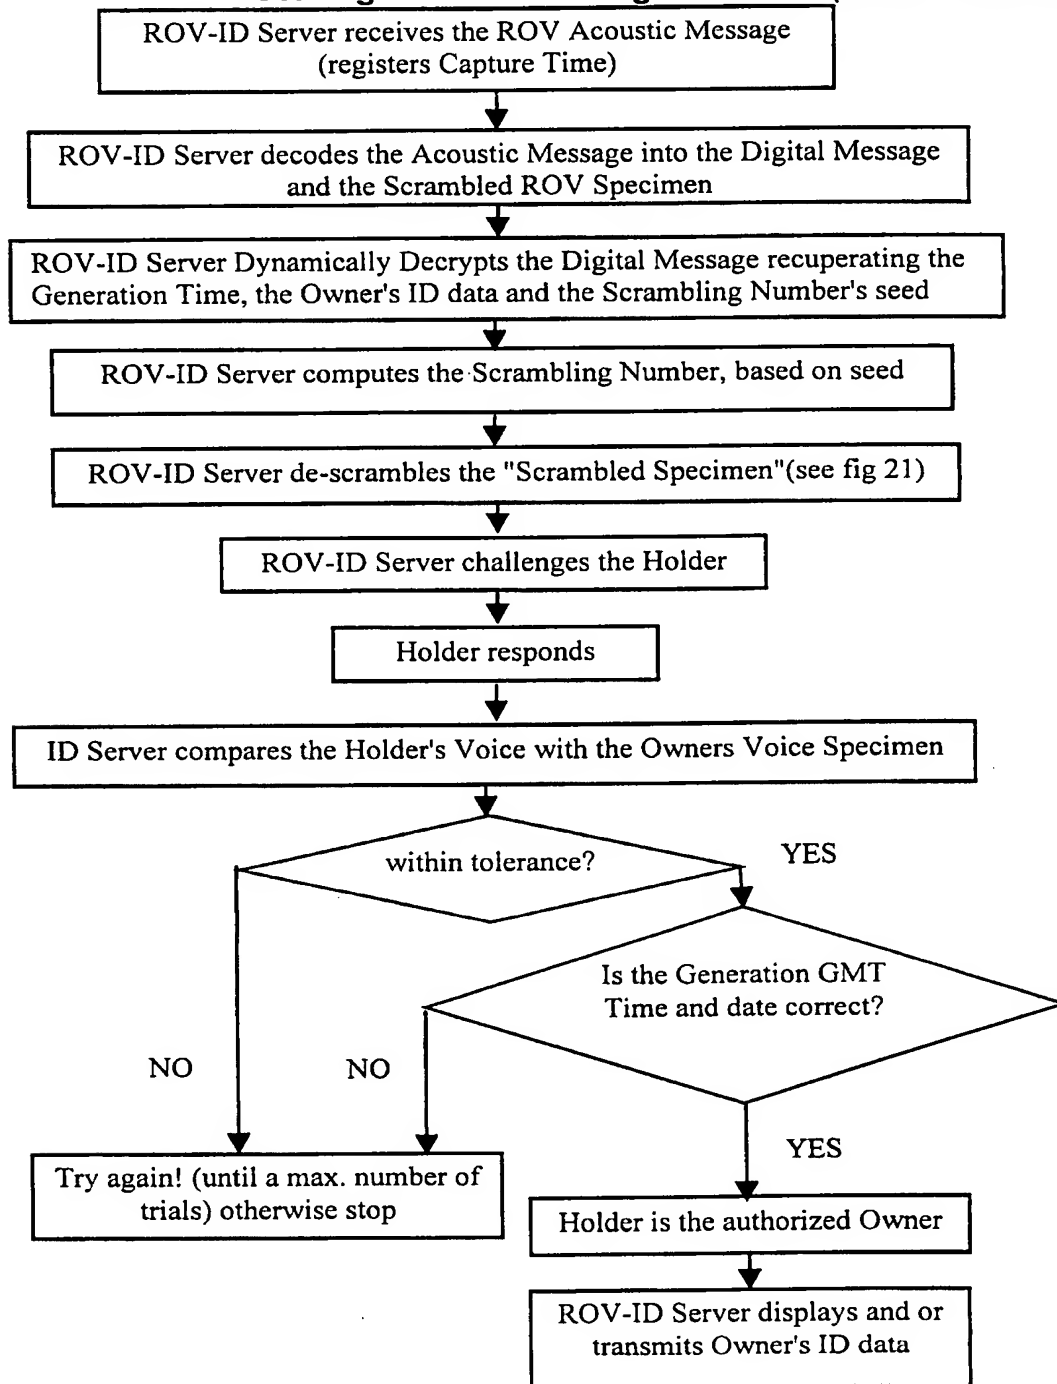 ROV-ID Server receives the ROV Acoustic Message
(registers Capture Time)
ROV-ID Server decodes the Acoustic Message into the Digital Message
and the Scrambled ROV Specimen
ROV-ID Server Dynamically Decrypts the Digital Message recuperating the
Generation Time, the Owner's ID data and the Scrambling Number's seed
ROV-ID Server computes the Scrambling Number, based on seed
ROV-ID Server de-scrambles the "Scrambled Specimen"(see fig 21)
ROV-ID Server challenges the Holder
Holder responds
ID Server compares the Holder's Voice with the Owners Voice Specimen
within tolerance?
YES
Is the Generation GMT
Time and date correct?
NO
NO
YES
Try again! (until a max. number of
trials) otherwise stop
Holder is the authorized Owner
ROV-ID Server displays and or
transmits Owner's ID data